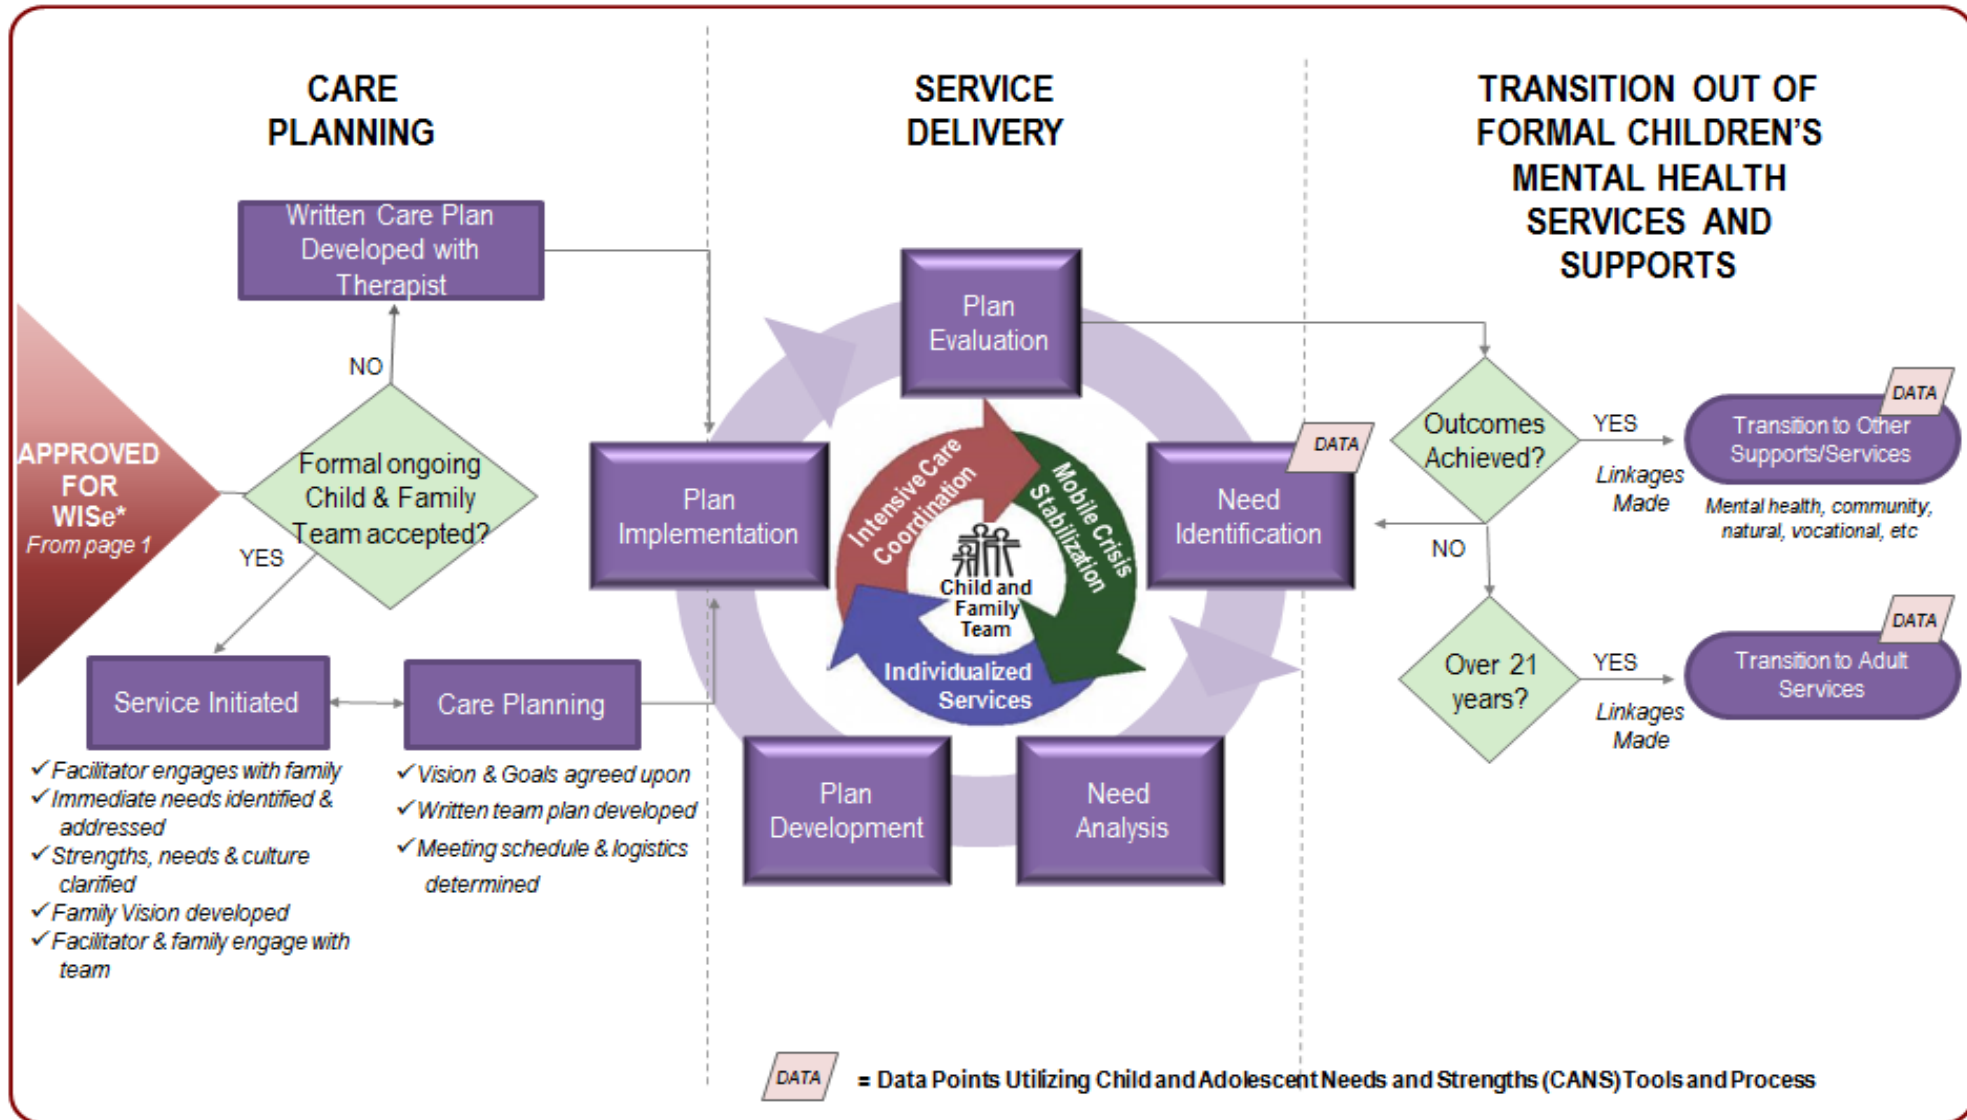 CARE
PLANNING
SERVICE
DELIVERY
TRANSITION OUT OF
FORMAL CHILDREN'S
MENTAL HEALTH
SERVICES AND
SUPPORTS
Written Care Plan
Developed with
Therapist
NO
APPROVED
FOR
WISe*
From page 1
Formal ongoing
Child & Family
Team accepted?
YES
Service Initiated
✓ Facilitator engages with family
✓ Immediate needs identified &
addressed
✓ Strengths, needs & culture
clarified
✓ Family Vision developed
✓ Facilitator & family engage with
team
Care Planning
✓ Vision & Goals agreed upon
✓ Written team plan developed
✓ Meeting schedule & logistics
determined
Plan
Evaluation
Plan
Implementation
DATA
Need
Identification
Plan
Development
Need
Analysis
Intensive Care
Coordination
Mobile Crisis
Stabilization
Child and
Family
Team
Individualized
Services
Outcomes
Achieved?
YES
Linkages
Made
DATA
Transition to Other
Supports/Services
Mental health, community,
natural, vocational, etc
NO
Over 21
years?
YES
Linkages
Made
DATA
Transition to Adult
Services
DATA
= Data Points Utilizing Child and Adolescent Needs and Strengths (CANS) Tools and Process